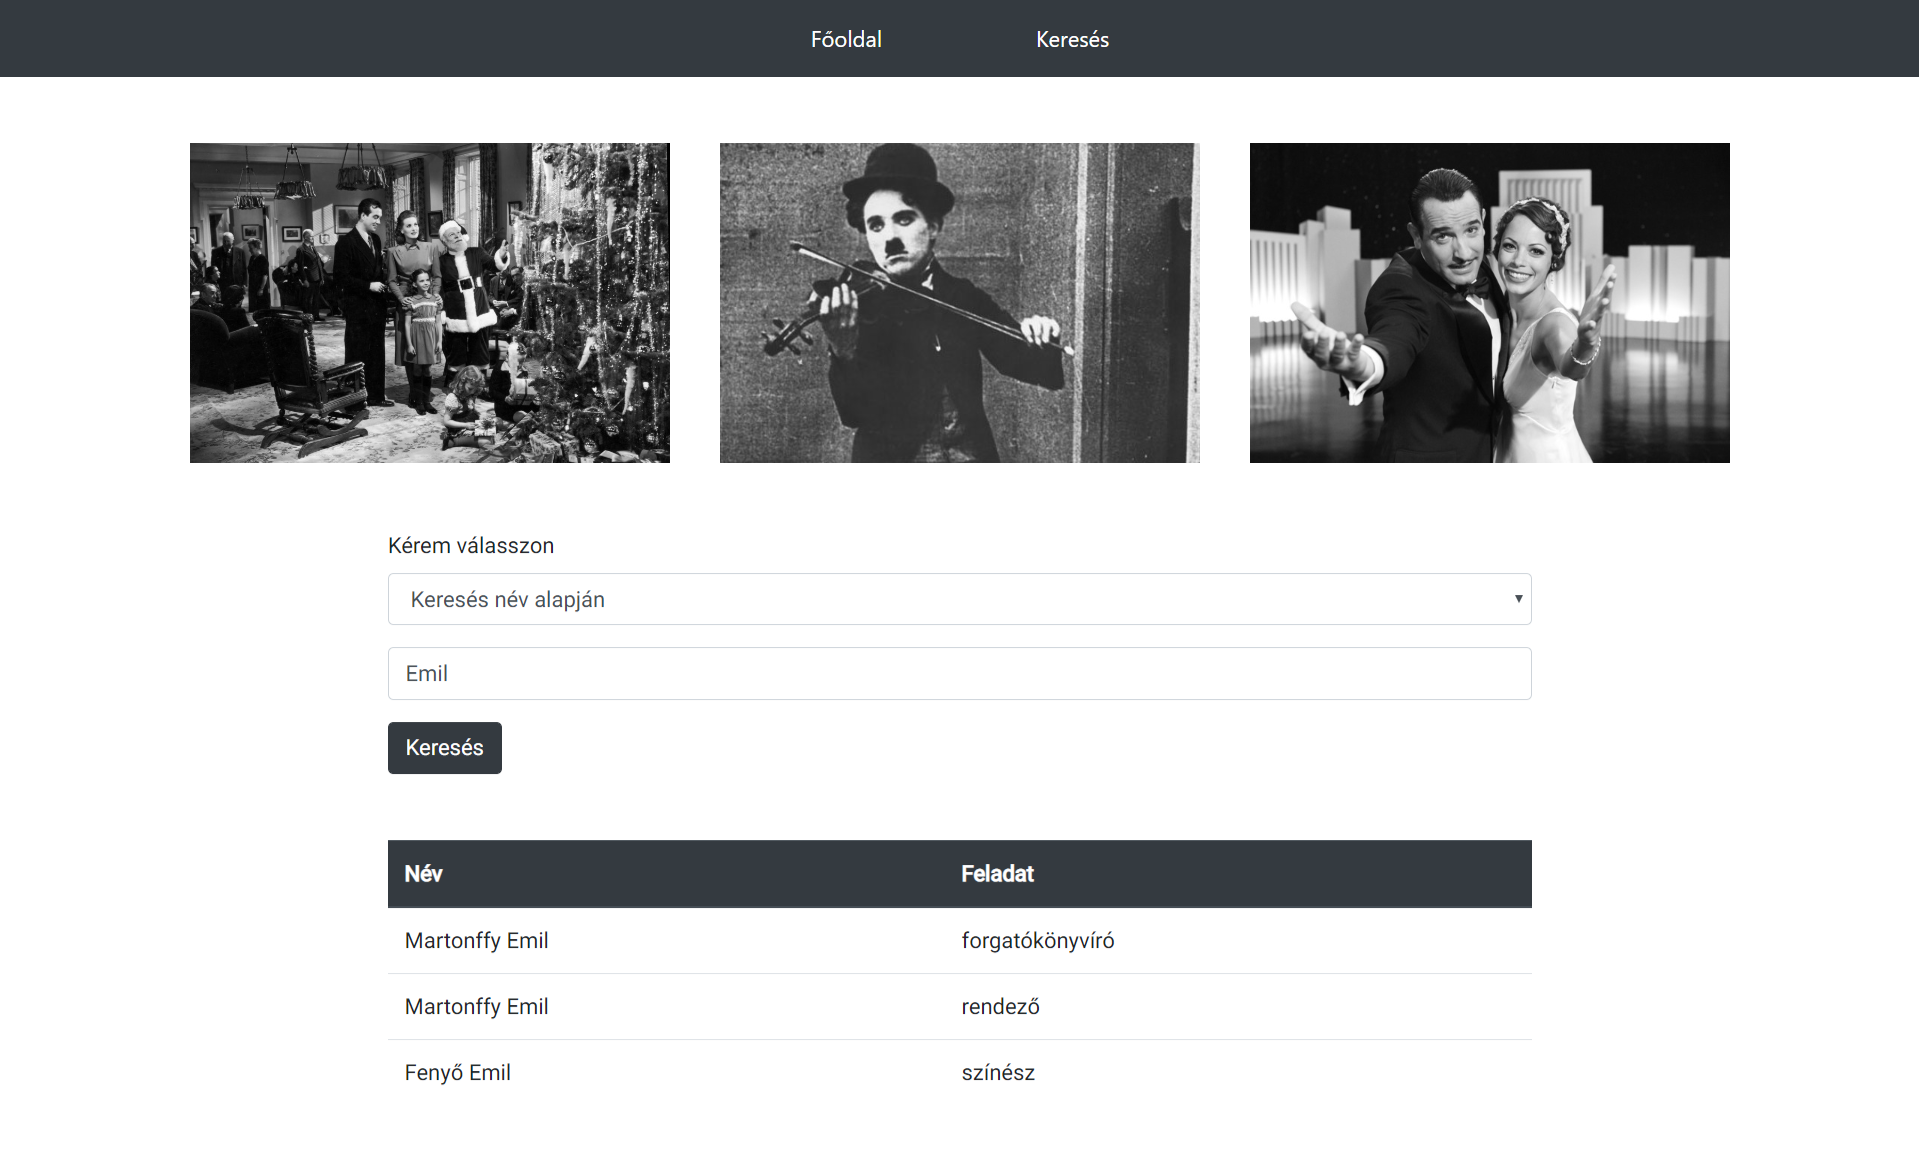 Főoldal Keresés
Kérem válasszon
Keresés név alapján
Emil
Keresés
Név Feladat
Martonffy Emil forgatókönyvíró
Martonffy Emil rendező
Fenyő Emil színész